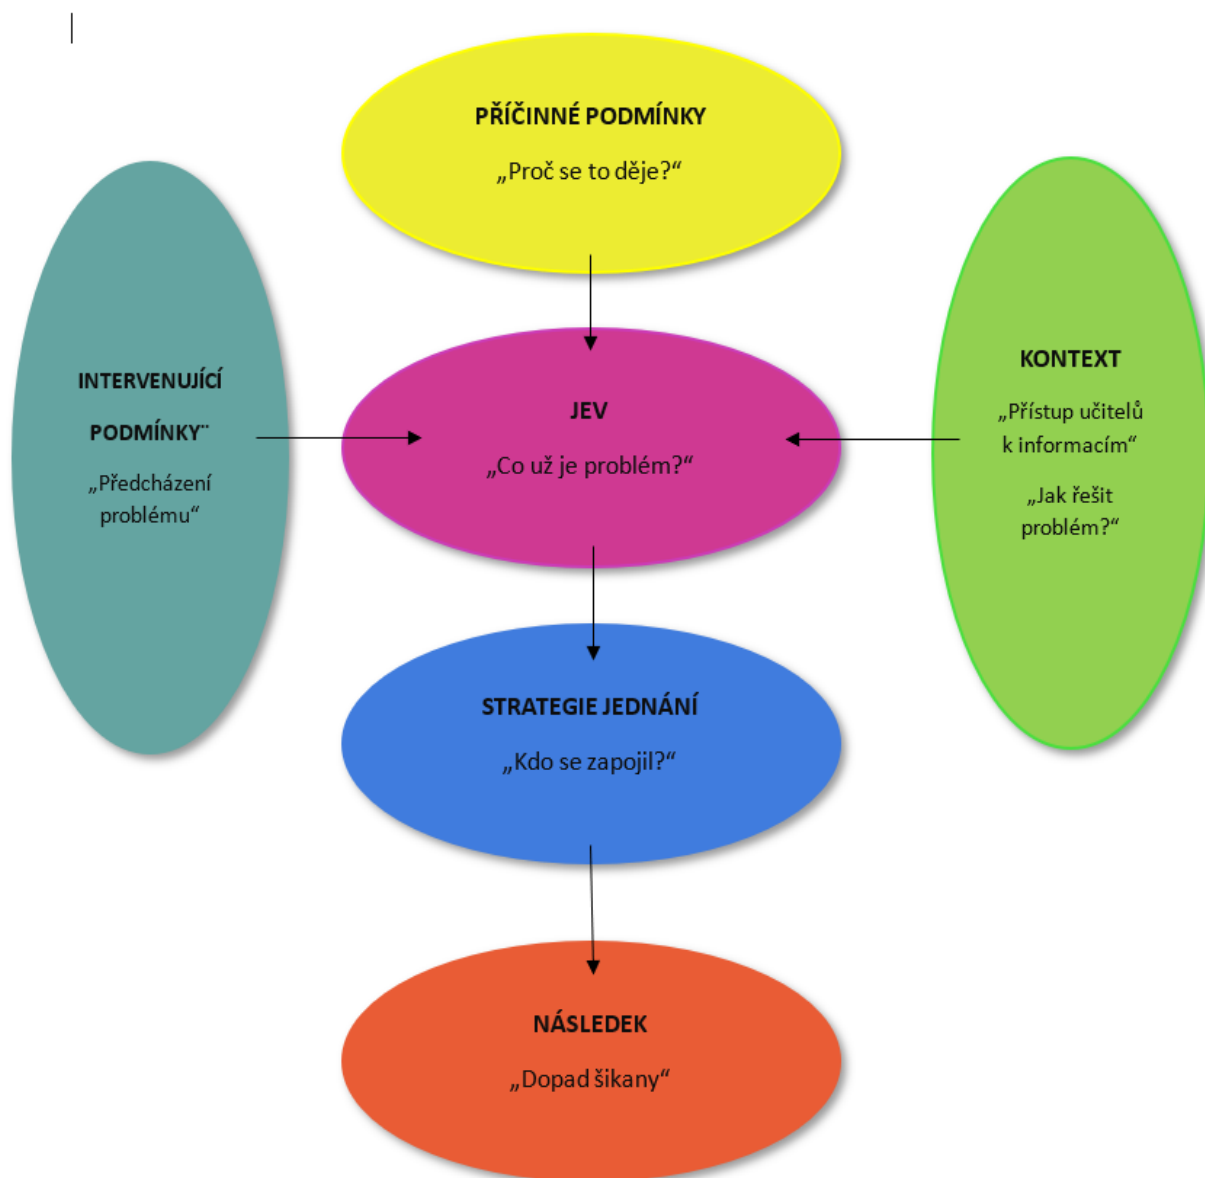 PŘÍČINNÉ PODMÍNKY
„Proč se to děje?“
INTERVENUJÍCÍ
PODMÍNKY¨
„Předcházení
problému“
JEV
„Co už je problém?“
KONTEXT
„Přístup učitelů
k informacím“
„Jak řešit
problém?“
STRATEGIE JEDNÁNÍ
„Kdo se zapojil?“
NÁSLEDEK
„Dopad šikany“